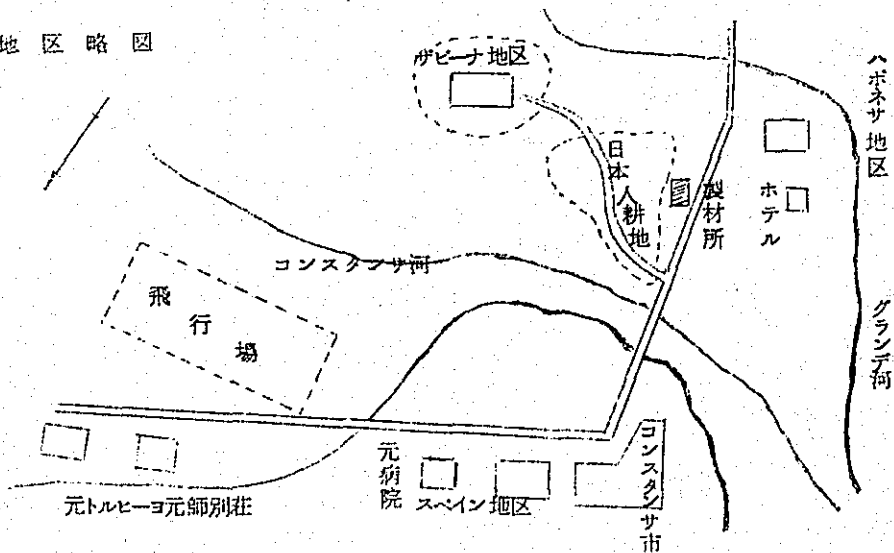 地区略図
ザビーナ地区
ハポネサ地区
日本人耕地
製材所
ホテル
コンスタンサ河
グランデ河
飛行場
元病院
コンスタンサ市
スペイン地区
元トルヒーヨ元師別荘